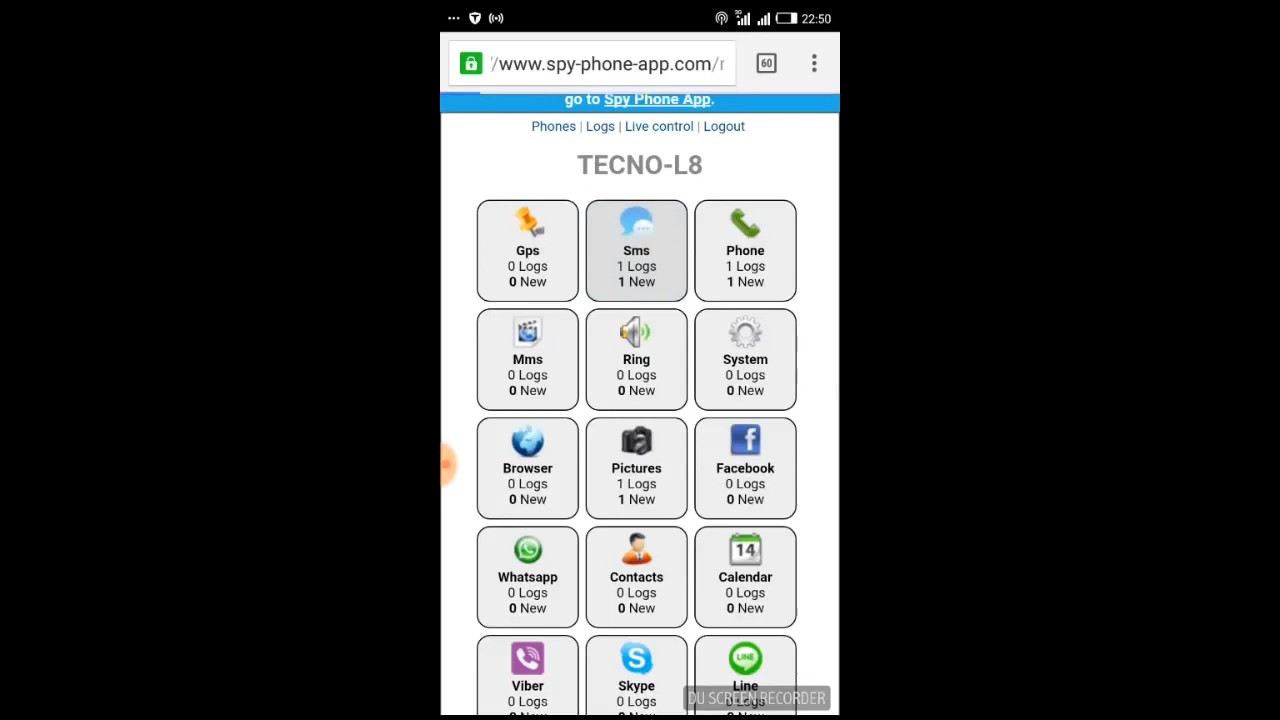 22:50
/www.spy-phone-app.com/r
60
go to Spy Phone App.
Phones | Logs | Live control | Logout
TECNO-L8
Gps
0 Logs
0 New
Sms
1 Logs
1 New
Phone
1 Logs
1 New
Mms
0 Logs
0 New
Ring
0 Logs
0 New
System
0 Logs
0 New
Browser
0 Logs
0 New
Pictures
1 Logs
1 New
Facebook
0 Logs
0 New
Whatsapp
0 Logs
0 New
Contacts
0 Logs
0 New
14
Calendar
0 Logs
0 New
Viber
0 Logs
Skype
0 Logs
LINE
Line
DU SCREEN RECORDER